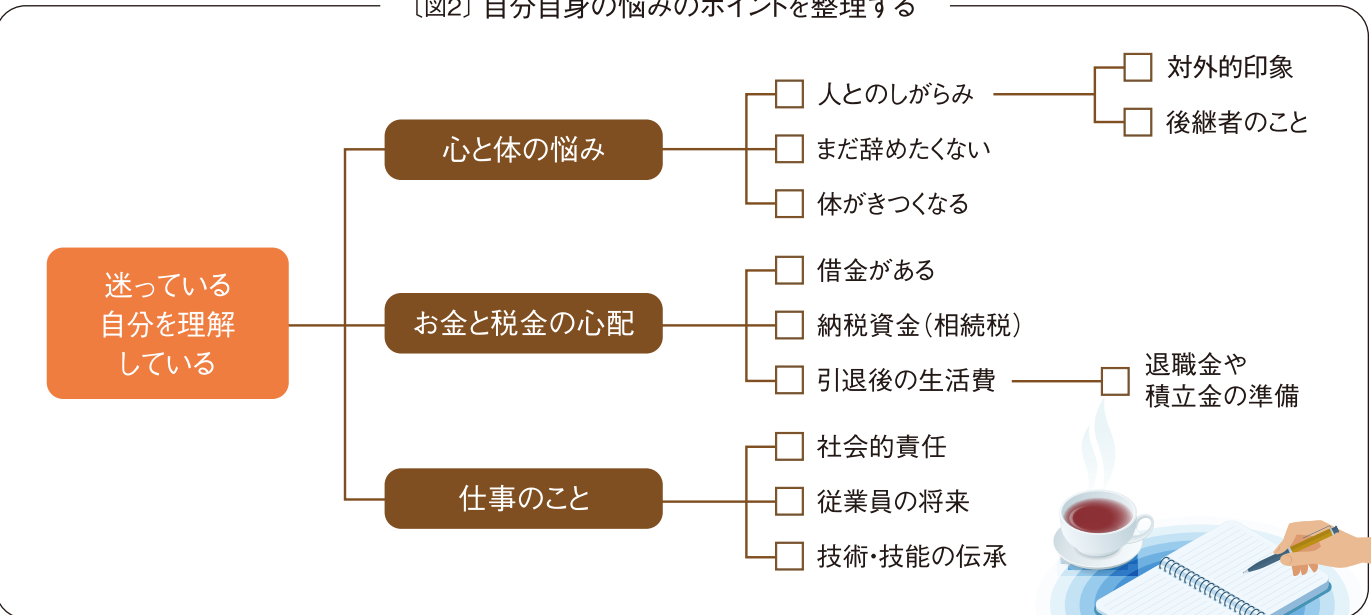 〔図2〕 自分自身の悩みのポイントを整理する
迷っている
自分を理解
している
心と体の悩み
人とのしがらみ
対外的印象
後継者のこと
まだ辞めたくない
体がきつくなる
お金と税金の心配
借金がある
納税資金（相続税）
引退後の生活費
退職金や
積立金の準備
仕事のこと
社会的責任
従業員の将来
技術・技能の伝承